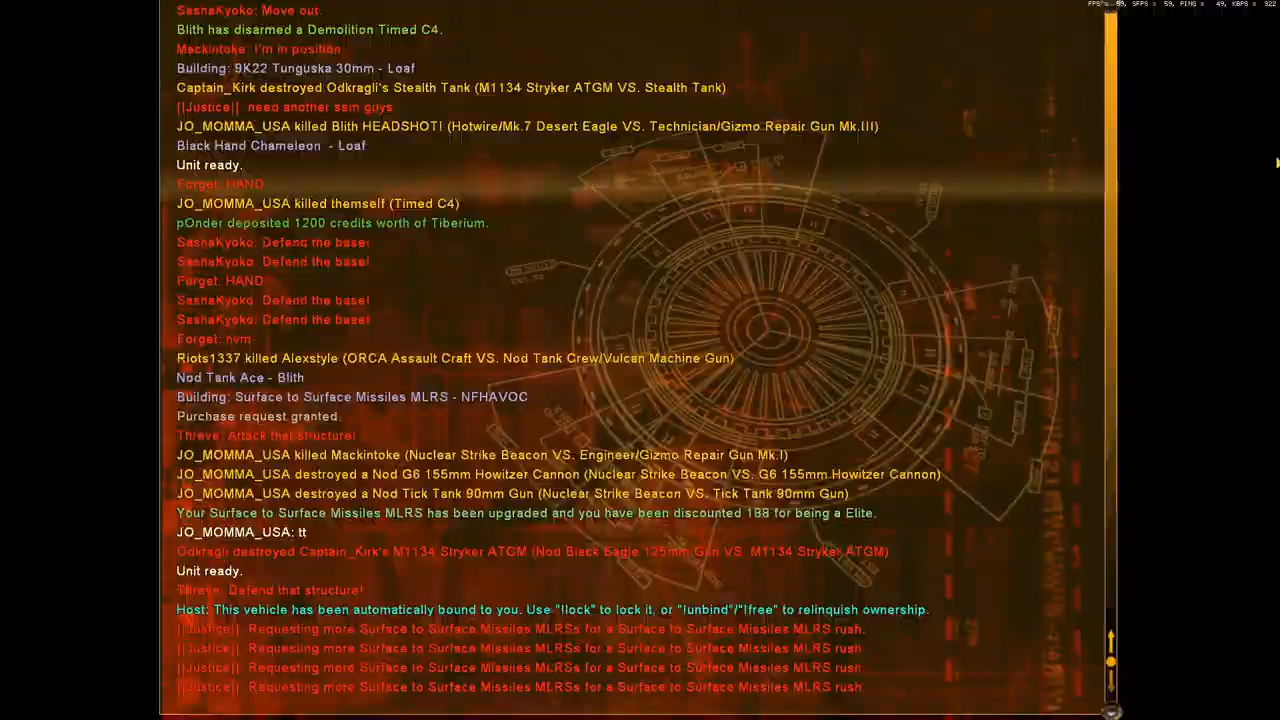 FPS = 59, SFPS = 59, PING = 49, KBPS = 322
SashaKyoko: Move out.
Blith has disarmed a Demolition Timed C4.
Mackintoke: I'm in position.
Building: 9K22 Tunguska 30mm - Loaf
Captain_Kirk destroyed Odkragli's Stealth Tank (M1134 Stryker ATGM VS. Stealth Tank)
||Justice||: need another ssm guys
JO_MOMMA_USA killed Blith HEADSHOT! (Hotwire/Mk.7 Desert Eagle VS. Technician/Gizmo Repair Gun Mk.III)
Black Hand Chameleon - Loaf
Unit ready.
Forget: HAND
JO_MOMMA_USA killed themself (Timed C4)
pOnder deposited 1200 credits worth of Tiberium.
SashaKyoko: Defend the base!
SashaKyoko: Defend the base!
Forget: HAND
SashaKyoko: Defend the base!
SashaKyoko: Defend the base!
Forget: nvm
Riots1337 killed Alexstyle (ORCA Assault Craft VS. Nod Tank Crew/Vulcan Machine Gun)
Nod Tank Ace - Blith
Building: Surface to Surface Missiles MLRS - NFHAVOC
Purchase request granted.
Threve: Attack that structure!
JO_MOMMA_USA killed Mackintoke (Nuclear Strike Beacon VS. Engineer/Gizmo Repair Gun Mk.I)
JO_MOMMA_USA destroyed a Nod G6 155mm Howitzer Cannon (Nuclear Strike Beacon VS. G6 155mm Howitzer Cannon)
JO_MOMMA_USA destroyed a Nod Tick Tank 90mm Gun (Nuclear Strike Beacon VS. Tick Tank 90mm Gun)
Your Surface to Surface Missiles MLRS has been upgraded and you have been discounted 188 for being a Elite.
JO_MOMMA_USA: tt
Odkragli destroyed Captain_Kirk's M1134 Stryker ATGM (Nod Black Eagle 125mm Gun VS. M1134 Stryker ATGM)
Unit ready.
Threve: Defend that structure!
Host: This vehicle has been automatically bound to you. Use "!lock" to lock it, or "!unbind"/"!free" to relinquish ownership.
||Justice||: Requesting more Surface to Surface Missiles MLRSs for a Surface to Surface Missiles MLRS rush.
||Justice||: Requesting more Surface to Surface Missiles MLRSs for a Surface to Surface Missiles MLRS rush.
||Justice||: Requesting more Surface to Surface Missiles MLRSs for a Surface to Surface Missiles MLRS rush.
||Justice||: Requesting more Surface to Surface Missiles MLRSs for a Surface to Surface Missiles MLRS rush.